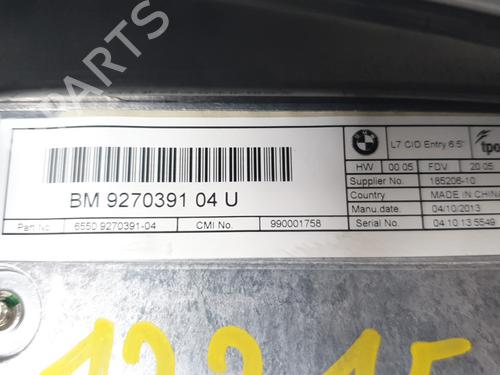 B PARTS
BM 9270391 04 U
Part No. 6550 9270391-04 CMI No. 990001758
L7 CID Entry 6.5"
HW 00.05 FDV 20.05
Supplier No. 185206-10
Country MADE IN CHINA
Manu.date 04/10/2013
Serial No. 04.10.13.5549
12215